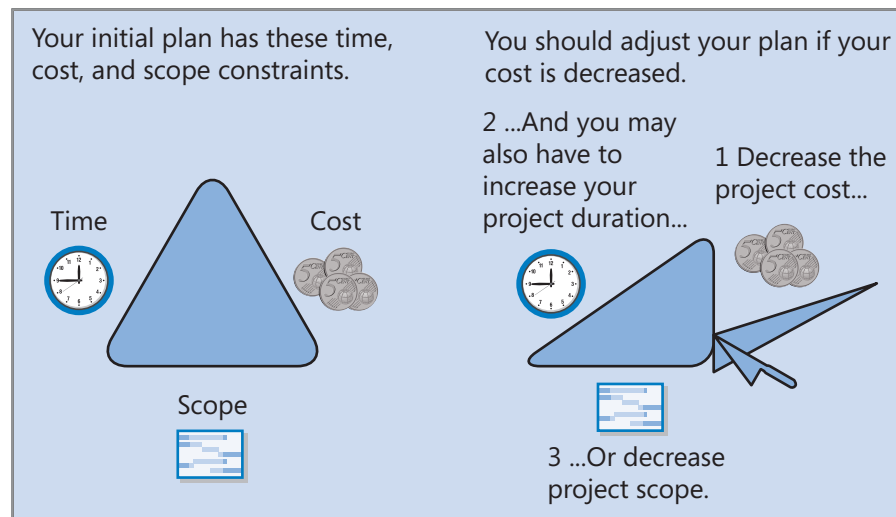 Your initial plan has these time,
cost, and scope constraints.
Time
Cost
Scope
You should adjust your plan if your
cost is decreased.
2 ...And you may
also have to
increase your
project duration...
1 Decrease the
project cost...
3 ...Or decrease
project scope.